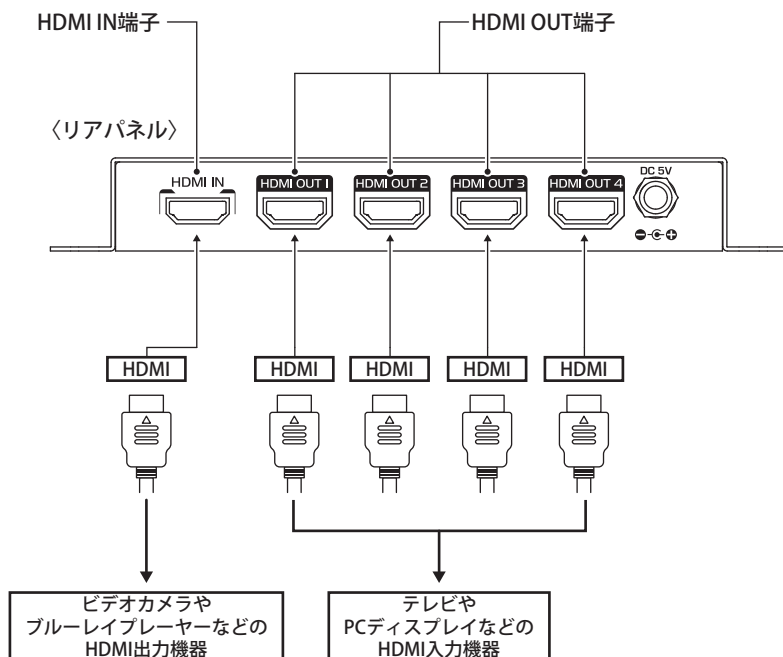 HDMI IN端子
HDMI OUT端子
〈リアパネル〉
HDMI IN
HDMI OUT 1
HDMI OUT 2
HDMI OUT 3
HDMI OUT 4
DC 5V
HDMI
HDMI
HDMI
HDMI
HDMI
ビデオカメラや
ブルーレイプレーヤーなどの
HDMI出力機器
テレビや
PCディスプレイなどの
HDMI入力機器